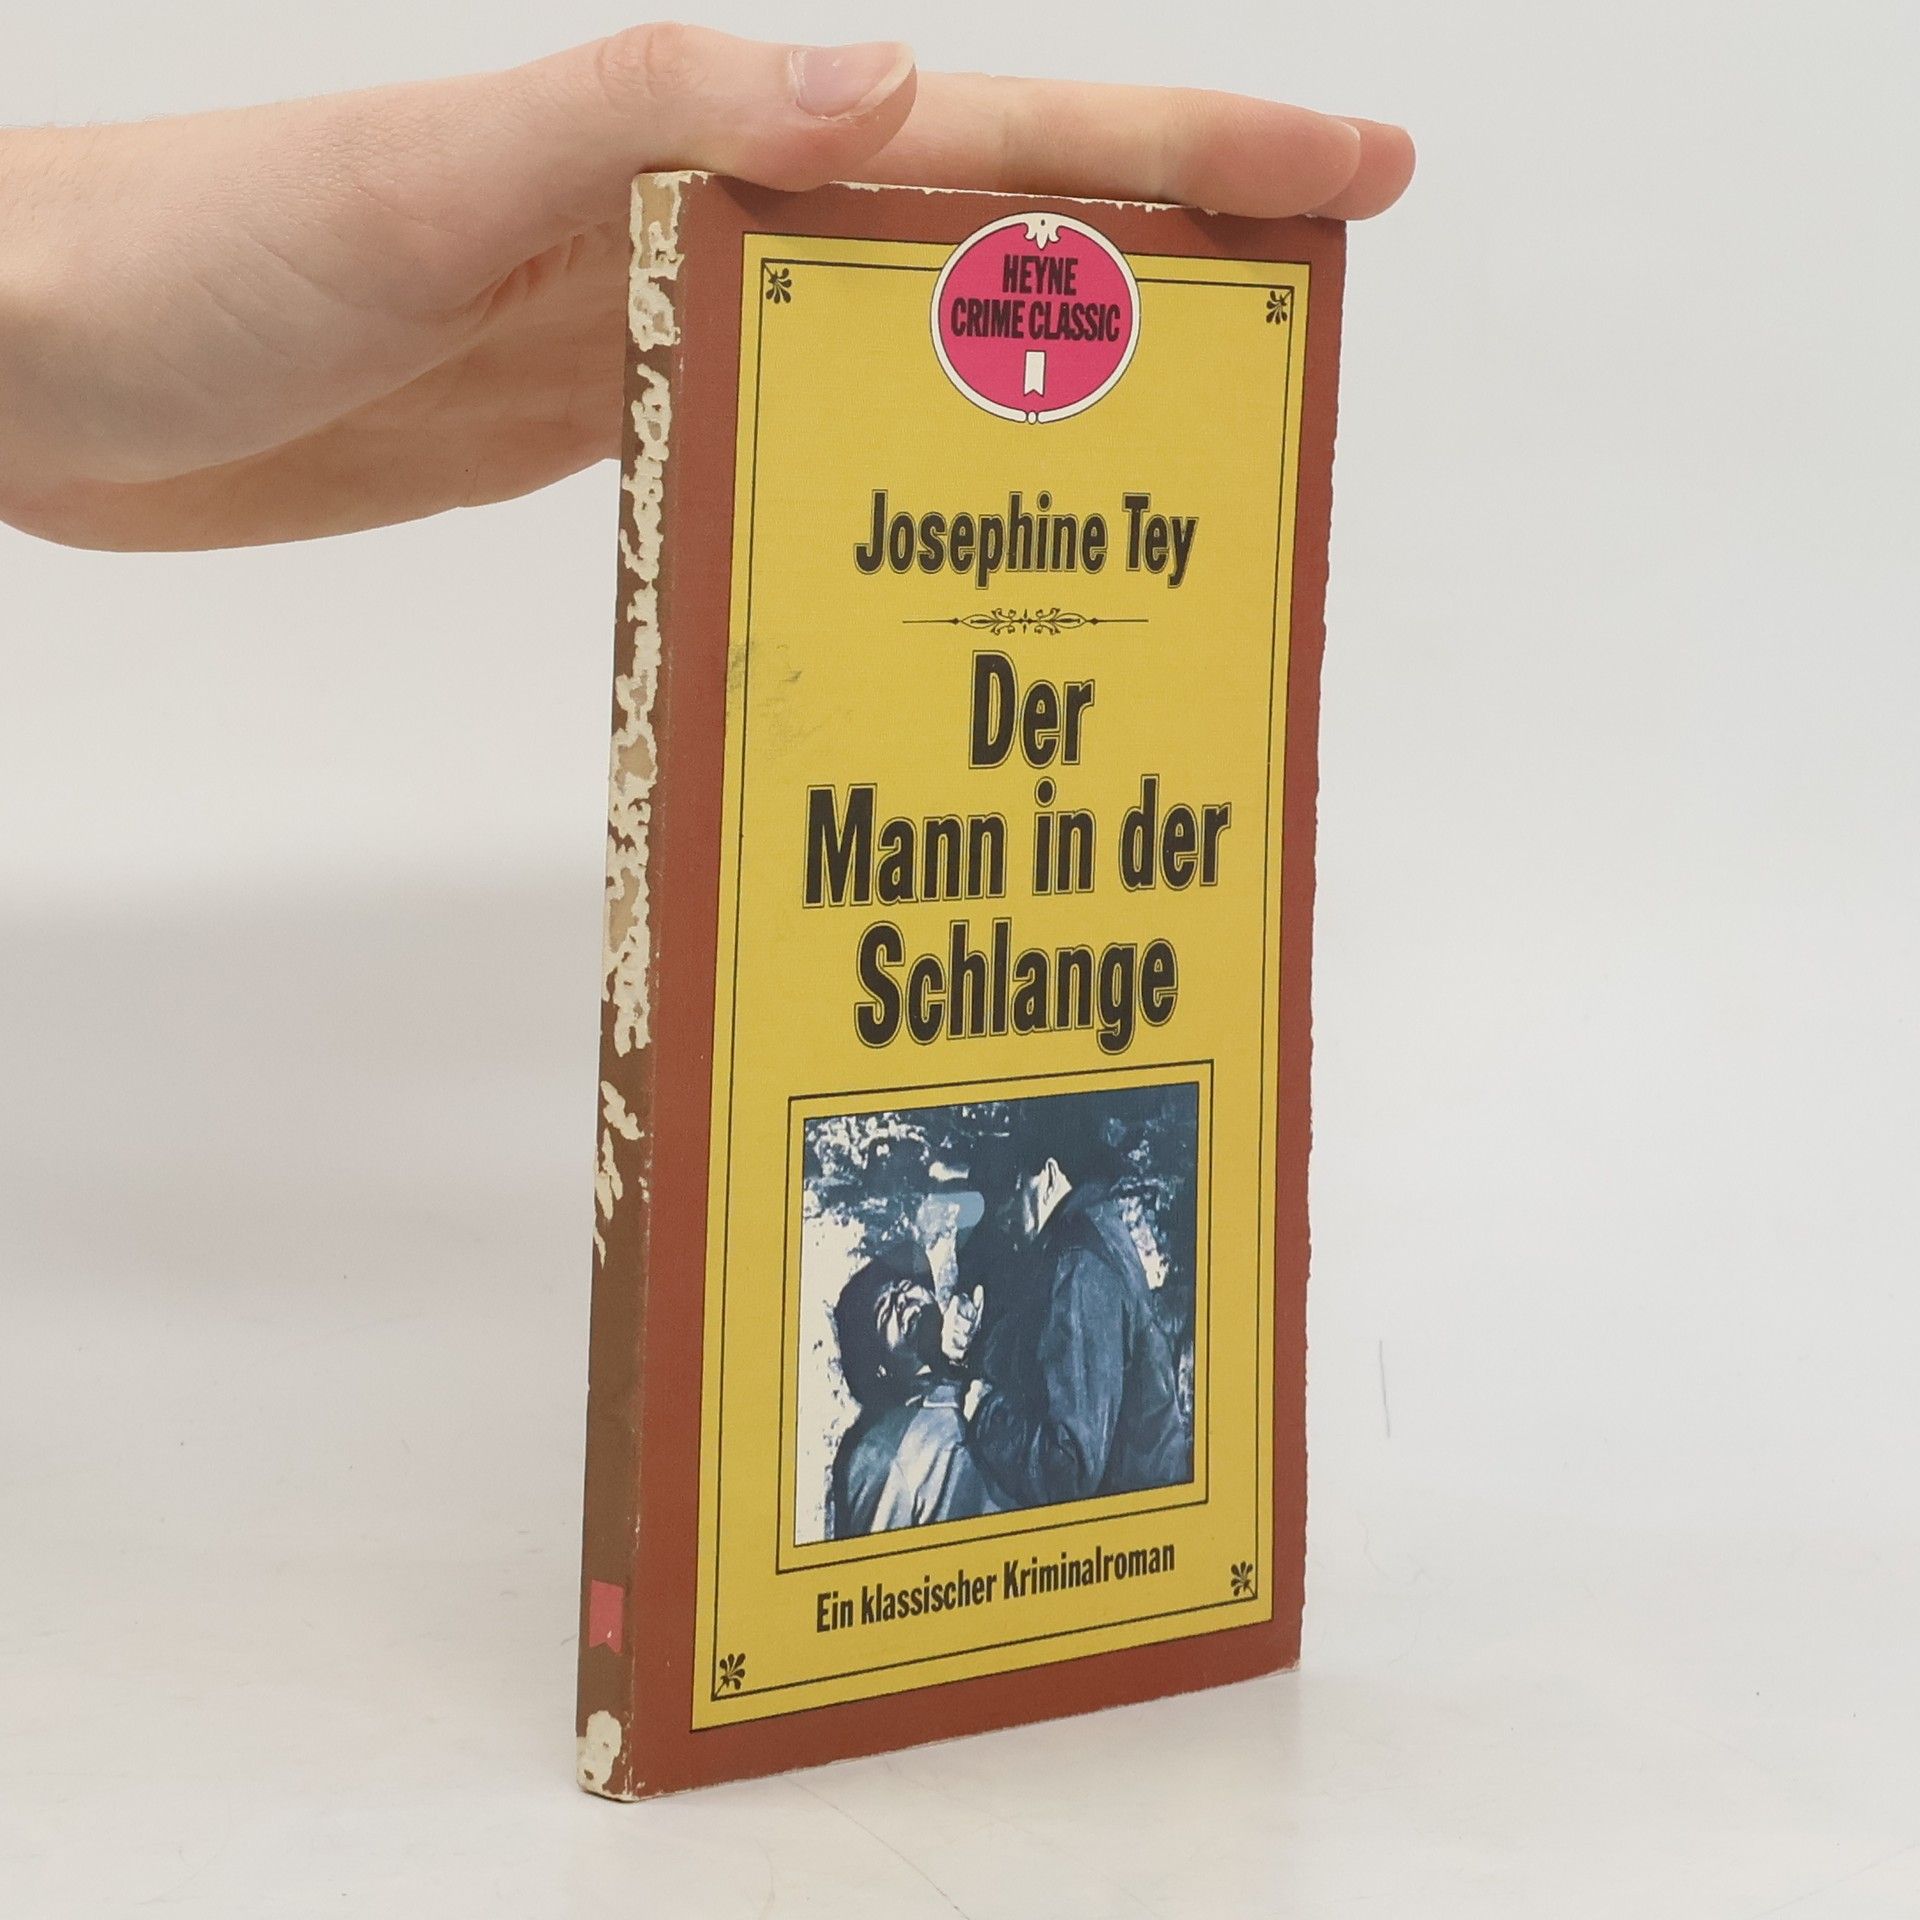 HEYNE
CRIME CLASSIC
Josephine Tey
Der
Mann in der
Schlange
Ein klassischer Kriminalroman